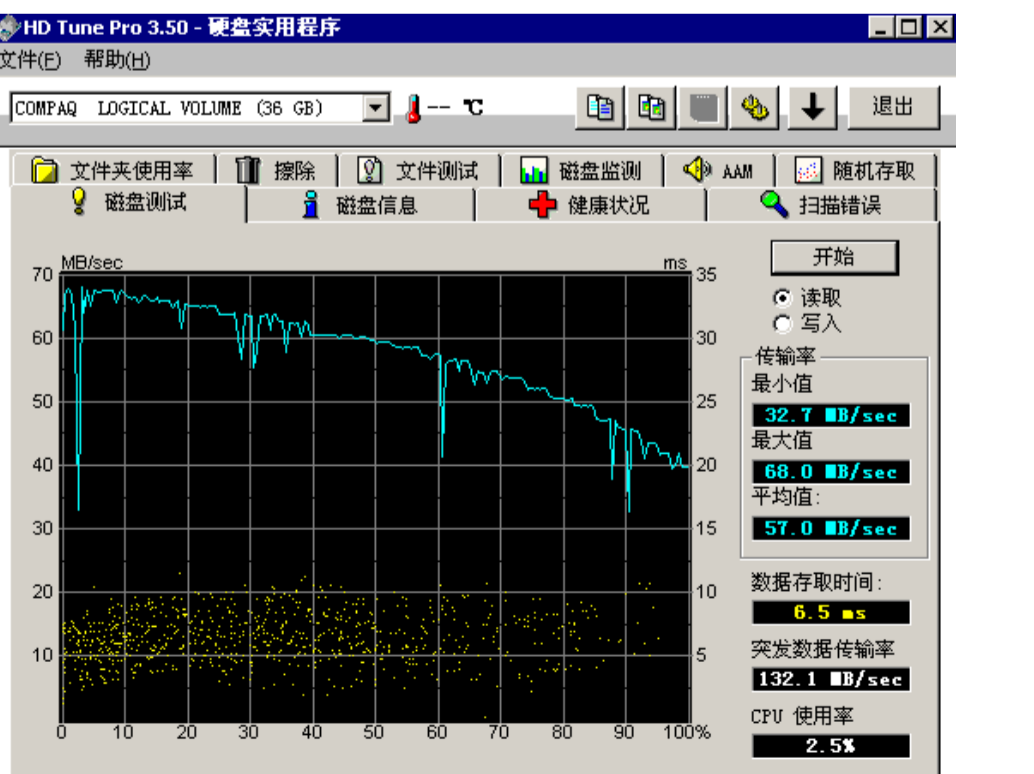 HD Tune Pro 3.50 - 硬盘实用程序
文件(F) 帮助(H)
COMPAQ LOGICAL VOLUME (36 GB) -- ℃ 退出
文件夹使用率 擦除 文件测试 磁盘监测 AAM 随机存取
磁盘测试 磁盘信息 健康状况 扫描错误
MB/sec ms
70 35
60 30
50 25
40 20
30 15
20 10
10 5
0 10 20 30 40 50 60 70 80 90 100%
开始
读取
写入
传输率
最小值
32.7 MB/sec
最大值
68.0 MB/sec
平均值:
57.0 MB/sec
数据存取时间:
6.5 ms
突发数据传输率
132.1 MB/sec
CPU 使用率
2.5%